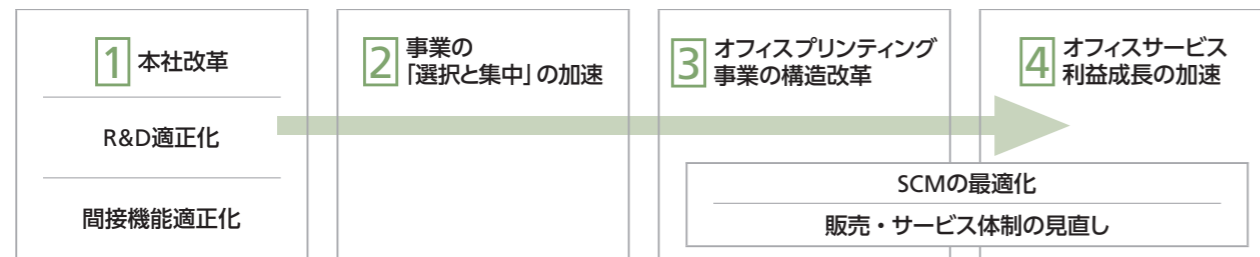 1 本社改革
R&D適正化
間接機能適正化
2 事業の
「選択と集中」の加速
3 オフィスプリンティング
事業の構造改革
4 オフィスサービス
利益成長の加速
SCMの最適化
販売・サービス体制の見直し